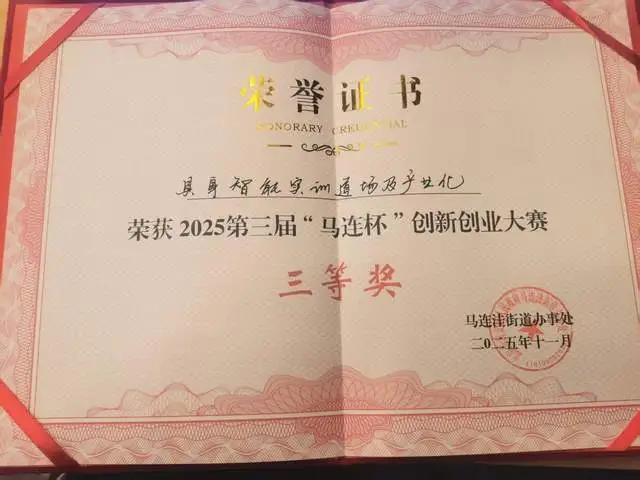 荣誉证书
HONORARY CREDENTIAL
具身智能实训道场及产业化
荣获 2025第三届“马连杯”创新创业大赛
三等奖
马连洼街道办事处
二〇二五年十一月